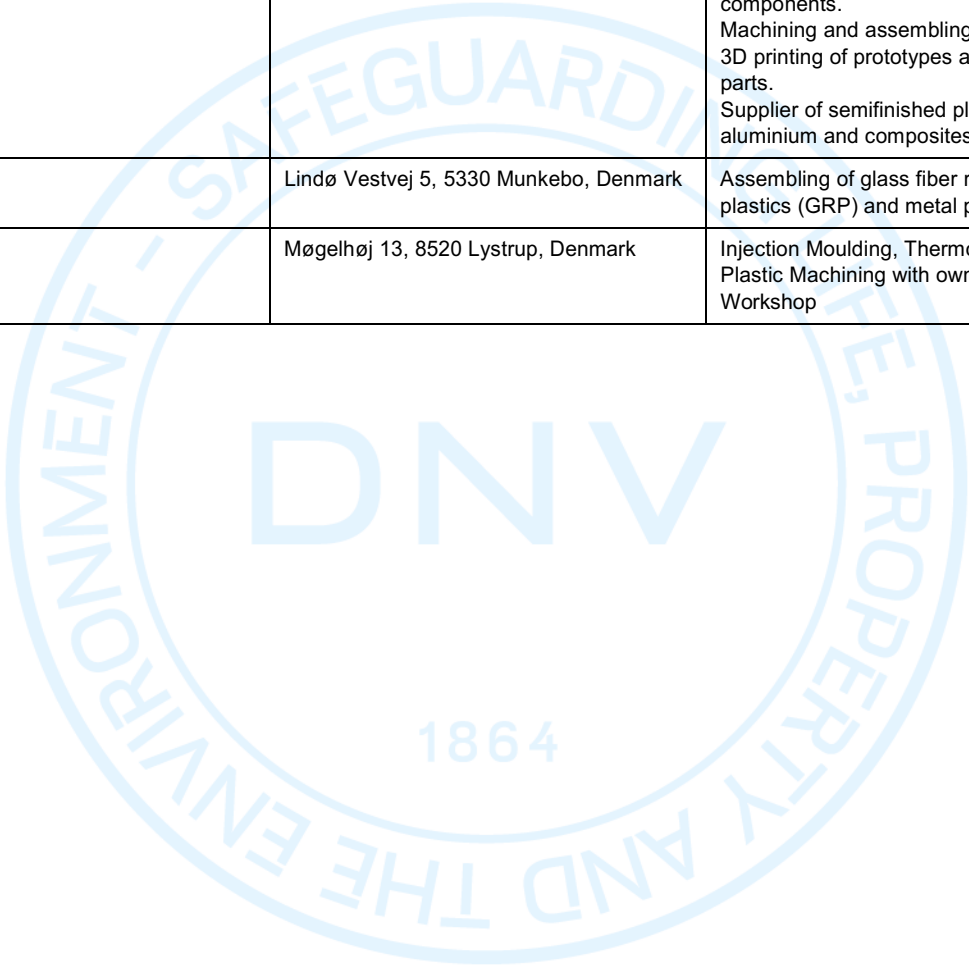 components.
Machining and assembling
3D printing of prototypes a
parts.
Supplier of semifinished pl
aluminium and composites
Lindø Vestvej 5, 5330 Munkebo, Denmark
Assembling of glass fiber r
plastics (GRP) and metal p
Møgelhøj 13, 8520 Lystrup, Denmark
Injection Moulding, Thermo
Plastic Machining with own
Workshop
SAFEGUARDING LIFE, PROPERTY AND THE ENVIRONMENT -
DNV
1864